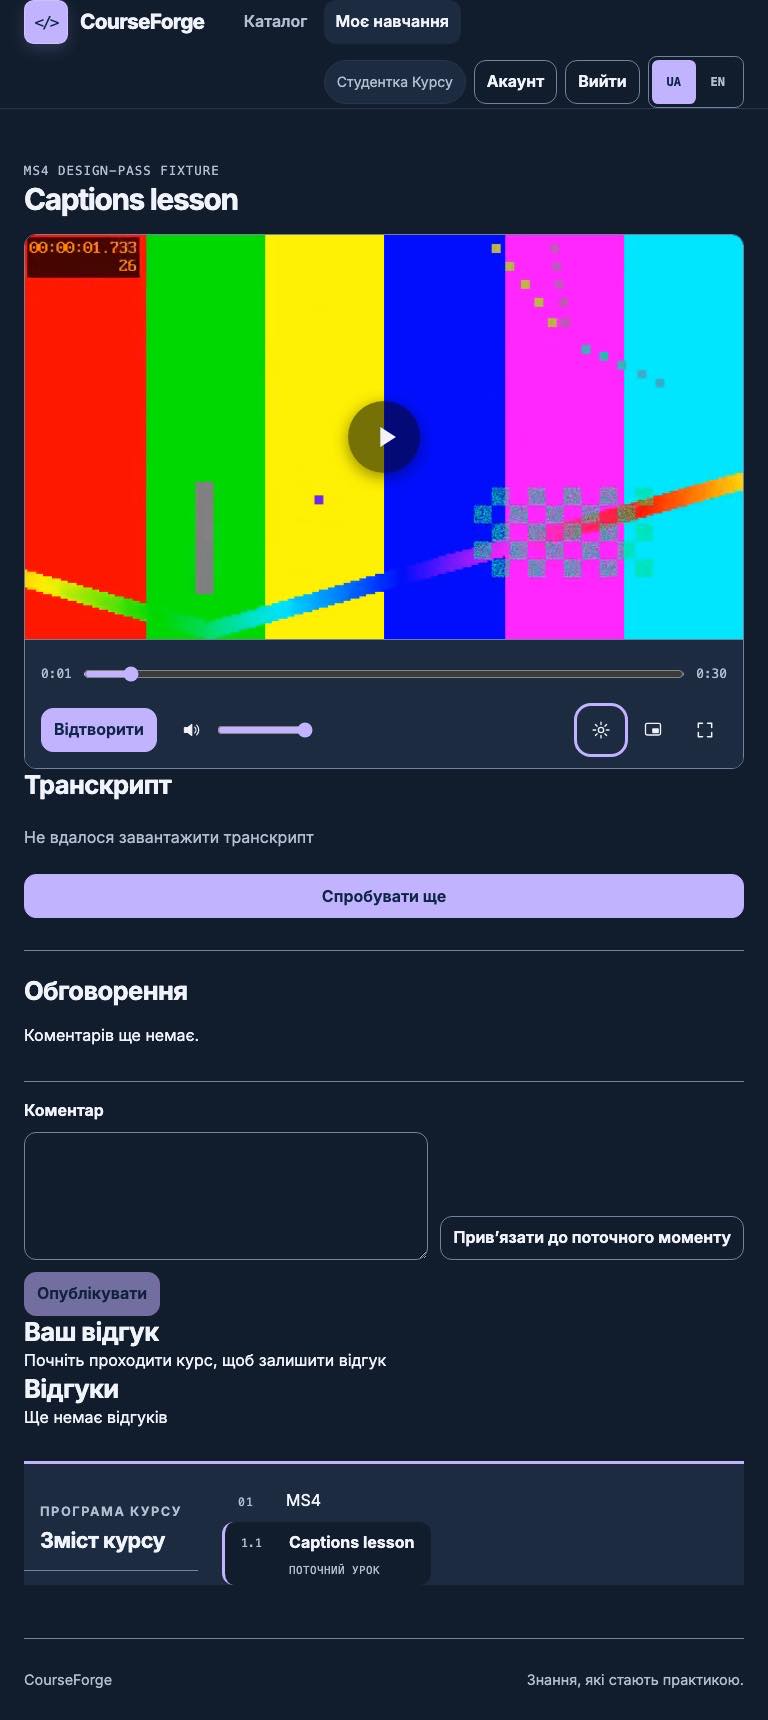 </> CourseForge Каталог Моє навчання
Студентка Курсу Акаунт Вийти UA EN
MS4 DESIGN-PASS FIXTURE
Captions lesson
00:00:01.733
26
0:01 0:30
Відтворити
Транскрипт
Не вдалося завантажити транскрипт
Спробувати ще
Обговорення
Коментарів ще немає.
Коментар
Прив’язати до поточного моменту
Опублікувати
Ваш відгук
Почніть проходити курс, щоб залишити відгук
Відгуки
Ще немає відгуків
ПРОГРАМА КУРСУ
Зміст курсу
01 MS4
1.1 Captions lesson
ПОТОЧНИЙ УРОК
CourseForge Знання, які стають практикою.